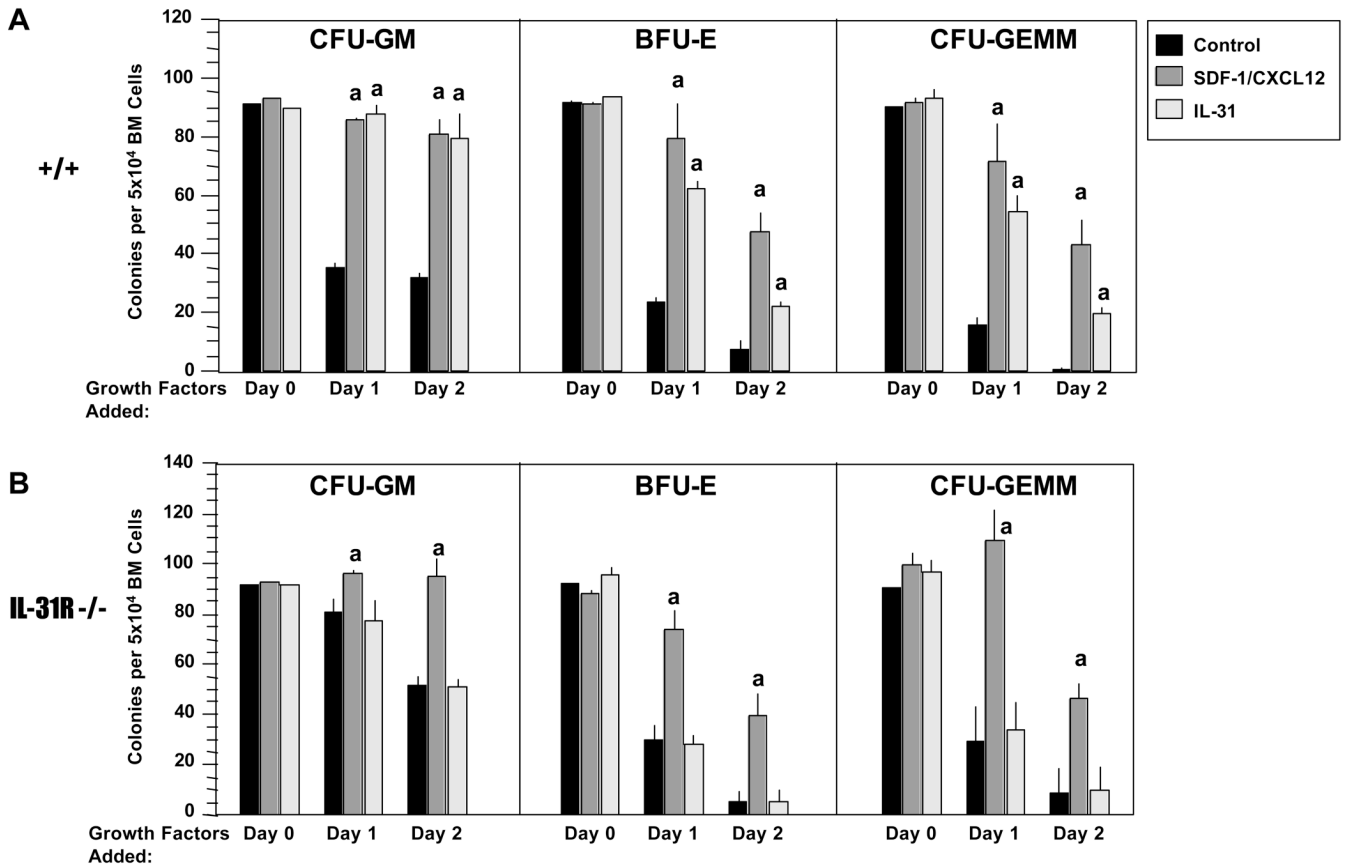 A
+/+
Colonies per 5x10⁴ BM Cells
120
100
80
60
40
20
0
CFU-GM
BFU-E
CFU-GEMM
a a a a
a
a
a
a
a
a
a
a
Control
SDF-1/CXCL12
IL-31
Growth Factors Added:
Day 0 Day 1 Day 2
Day 0 Day 1 Day 2
Day 0 Day 1 Day 2
B
IL-31R -/-
Colonies per 5x10⁴ BM Cells
140
120
100
80
60
40
20
0
CFU-GM
BFU-E
CFU-GEMM
a a
a
a
a
a
Growth Factors Added:
Day 0 Day 1 Day 2
Day 0 Day 1 Day 2
Day 0 Day 1 Day 2